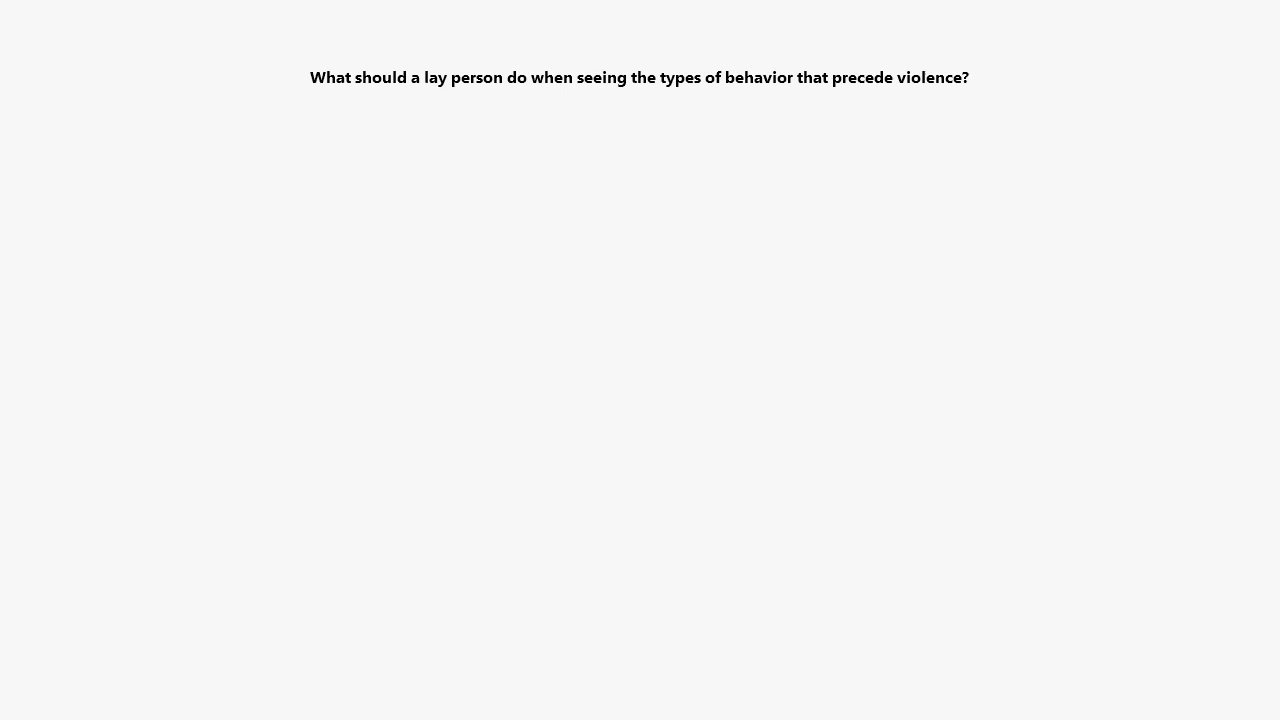 What should a lay person do when seeing the types of behavior that precede violence?